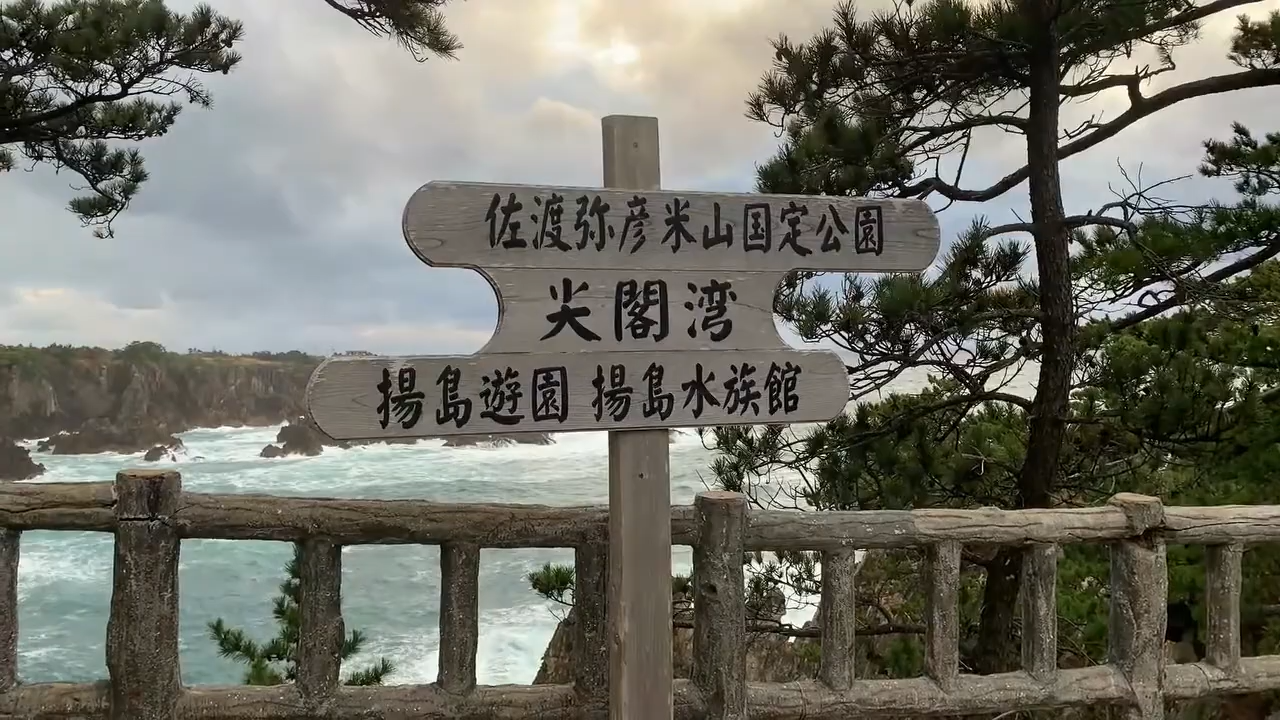 佐渡弥彦米山国定公園
尖閣湾
揚島遊園 揚島水族館